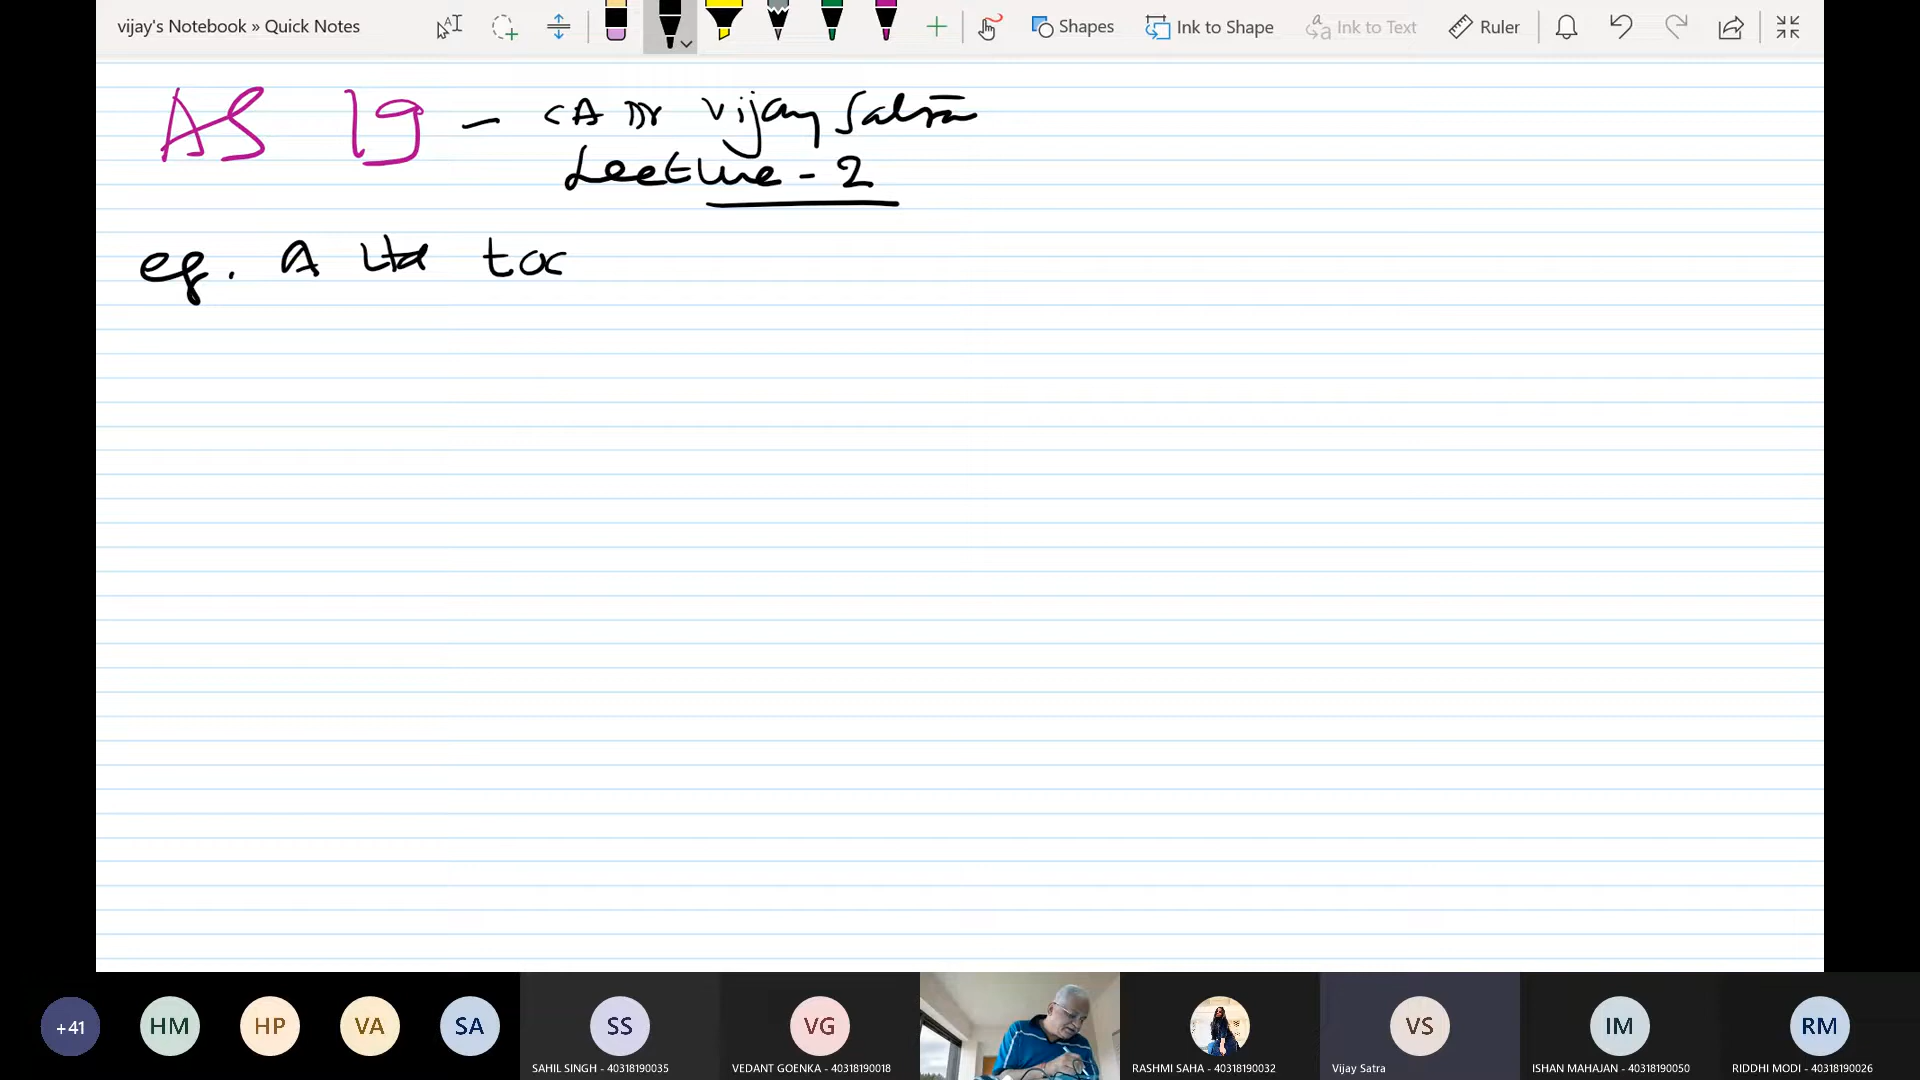 vijay's Notebook » Quick Notes
Shapes
Ink to Shape
Ink to Text
Ruler
AS 19 - CA Dr Vijay Satra
Lecture - 2
eg. A Ltd too
+41
HM
HP
VA
SA
SS
VG
VS
IM
RM
SAHIL SINGH - 40318190035
VEDANT GOENKA - 40318190018
RASHMI SAHA - 40318190032
Vijay Satra
ISHAN MAHAJAN - 40318190050
RIDDHI MODI - 40318190026